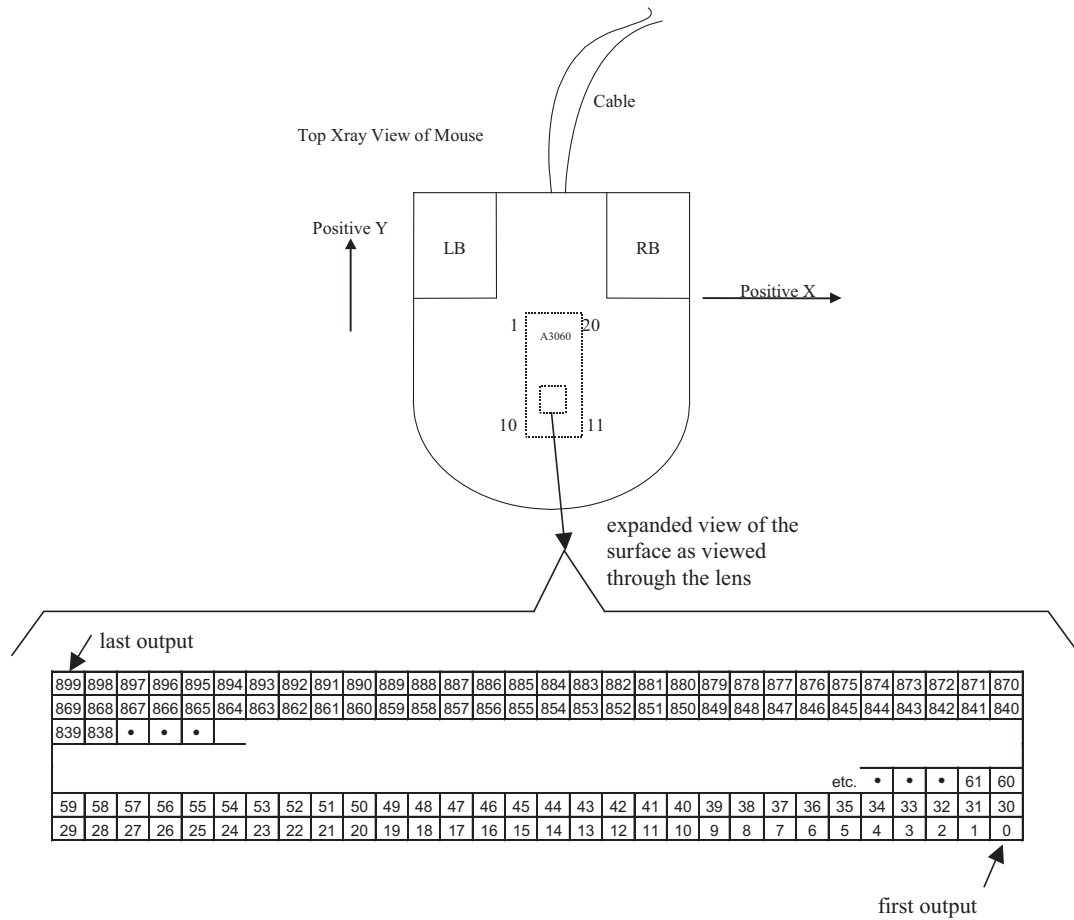 Cable
Top Xray View of Mouse
Positive Y
LB
RB
Positive X
1
20
A3060
10
11
expanded view of the
surface as viewed
through the lens
last output
899 898 897 896 895 894 893 892 891 890 889 888 887 886 885 884 883 882 881 880 879 878 877 876 875 874 873 872 871 870
869 868 867 866 865 864 863 862 861 860 859 858 857 856 855 854 853 852 851 850 849 848 847 846 845 844 843 842 841 840
839 838 • • •
etc. • • • 61 60
59 58 57 56 55 54 53 52 51 50 49 48 47 46 45 44 43 42 41 40 39 38 37 36 35 34 33 32 31 30
29 28 27 26 25 24 23 22 21 20 19 18 17 16 15 14 13 12 11 10 9 8 7 6 5 4 3 2 1 0
first output